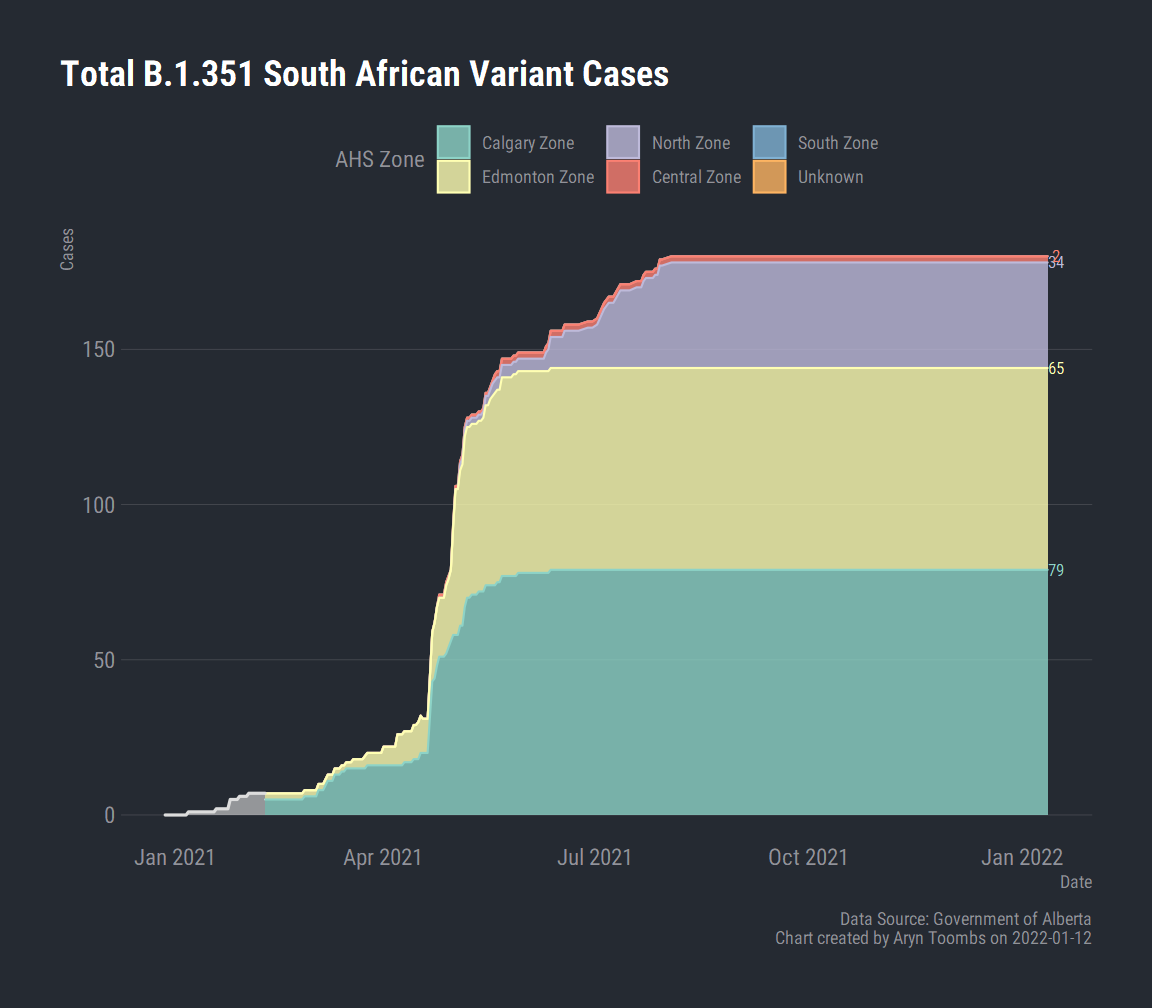 Total B.1.351 South African Variant Cases
AHS Zone
Calgary Zone North Zone South Zone
Edmonton Zone Central Zone Unknown
Cases
2
34
150
65
100
79
50
0
Jan 2021 Apr 2021 Jul 2021 Oct 2021 Jan 2022
Date
Data Source: Government of Alberta
Chart created by Aryn Toombs on 2022-01-12